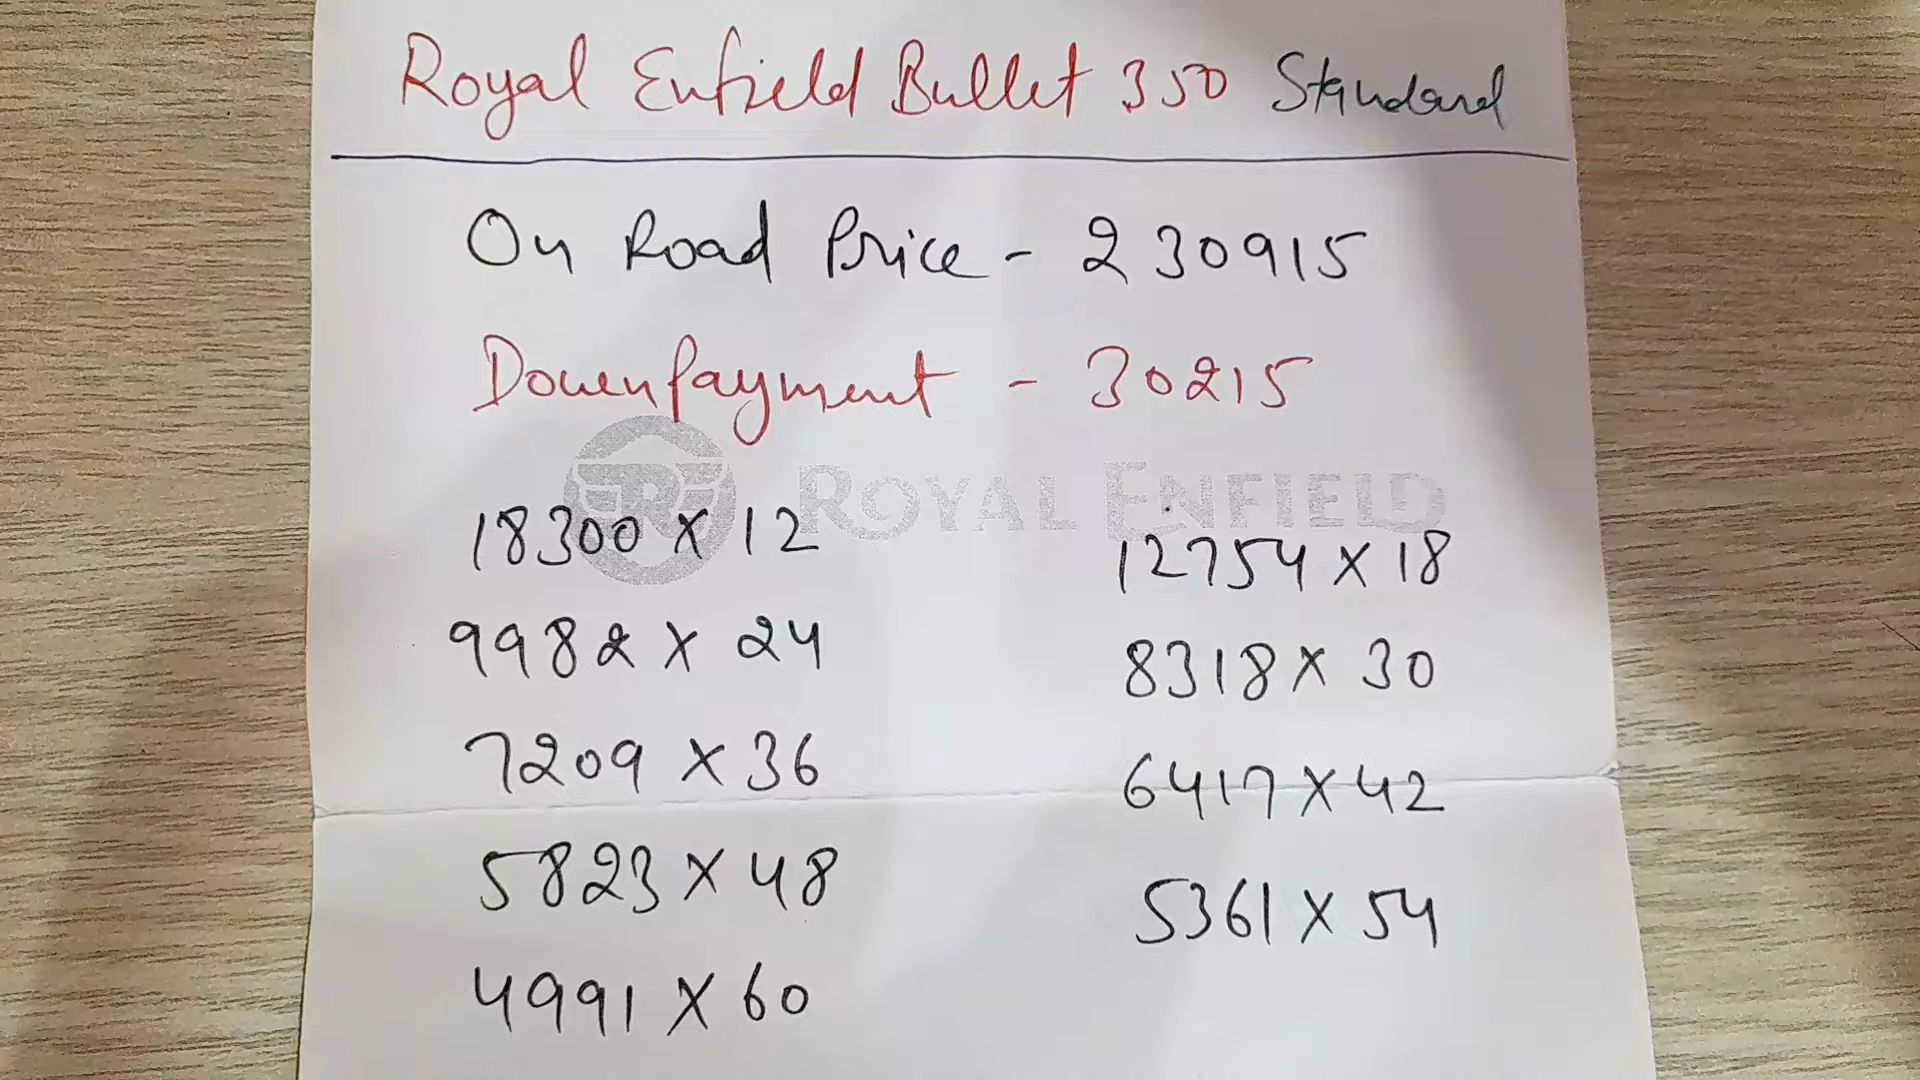 Royal Enfield Bullet 350 Standard
On Road Price - 230915
Downpayment - 30215
ROYAL ENFIELD
18300 X 12
12754 X 18
9982 X 24
8318 X 30
7209 X 36
6417 X 42
5823 X 48
5361 X 54
4991 X 60